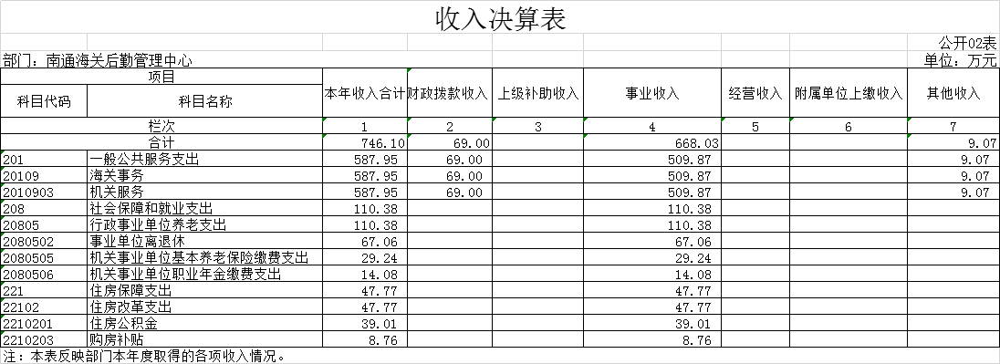 收入决算表
公开02表
部门：南通海关后勤管理中心 单位：万元
项目 本年收入合计 财政拨款收入 上级补助收入 事业收入 经营收入 附属单位上缴收入 其他收入
科目代码 科目名称
栏次 1 2 3 4 5 6 7
合计 746.10 69.00 668.03 9.07
201 一般公共服务支出 587.95 69.00 509.87 9.07
20109 海关事务 587.95 69.00 509.87 9.07
2010903 机关服务 587.95 69.00 509.87 9.07
208 社会保障和就业支出 110.38 110.38
20805 行政事业单位养老支出 110.38 110.38
2080502 事业单位离退休 67.06 67.06
2080505 机关事业单位基本养老保险缴费支出 29.24 29.24
2080506 机关事业单位职业年金缴费支出 14.08 14.08
221 住房保障支出 47.77 47.77
22102 住房改革支出 47.77 47.77
2210201 住房公积金 39.01 39.01
2210203 购房补贴 8.76 8.76
注：本表反映部门本年度取得的各项收入情况。